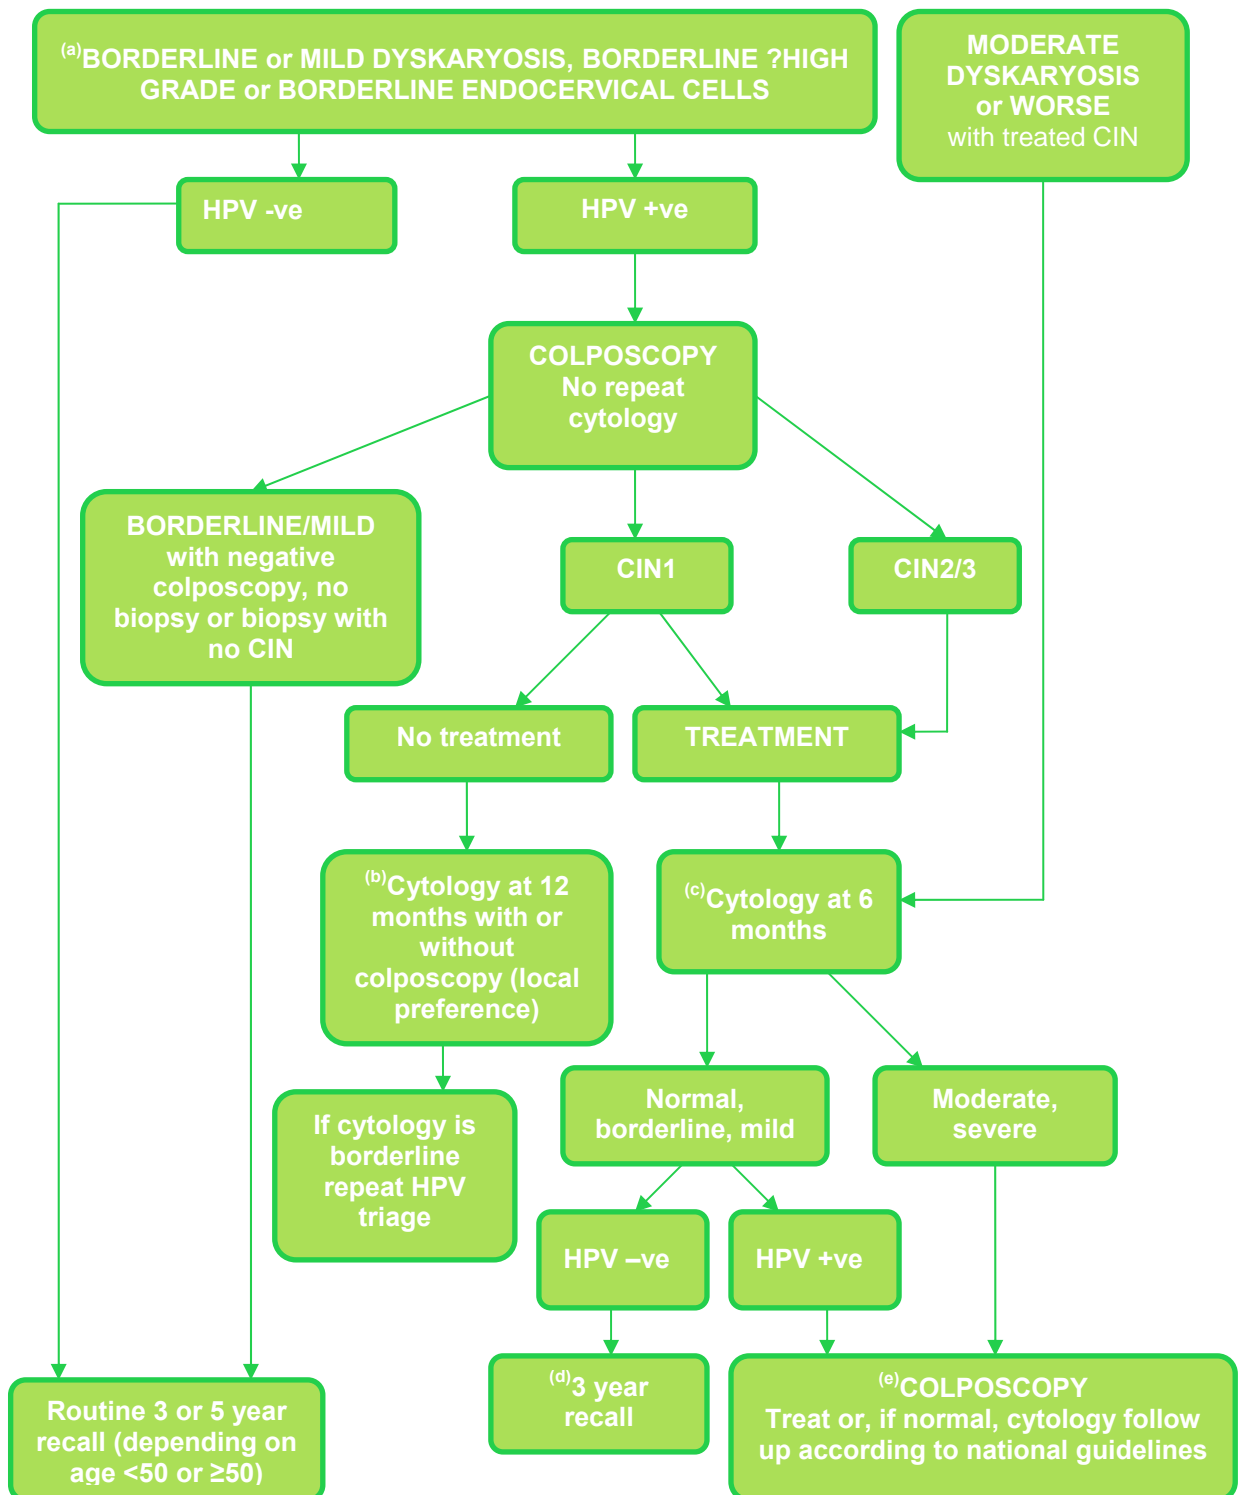 (a)BORDERLINE or MILD DYSKARYOSIS, BORDERLINE ?HIGH
GRADE or BORDERLINE ENDOCERVICAL CELLS
MODERATE
DYSKARYOSIS
or WORSE
with treated CIN
HPV -ve
HPV +ve
COLPOSCOPY
No repeat
cytology
BORDERLINE/MILD
with negative
colposcopy, no
biopsy or biopsy with
no CIN
CIN1
CIN2/3
No treatment
TREATMENT
(b)Cytology at 12
months with or
without
colposcopy (local
preference)
(c)Cytology at 6
months
If cytology is
borderline
repeat HPV
triage
Normal,
borderline, mild
Moderate,
severe
HPV –ve
HPV +ve
Routine 3 or 5 year
recall (depending on
age <50 or ≥50)
(d)3 year
recall
(e)COLPOSCOPY
Treat or, if normal, cytology follow
up according to national guidelines